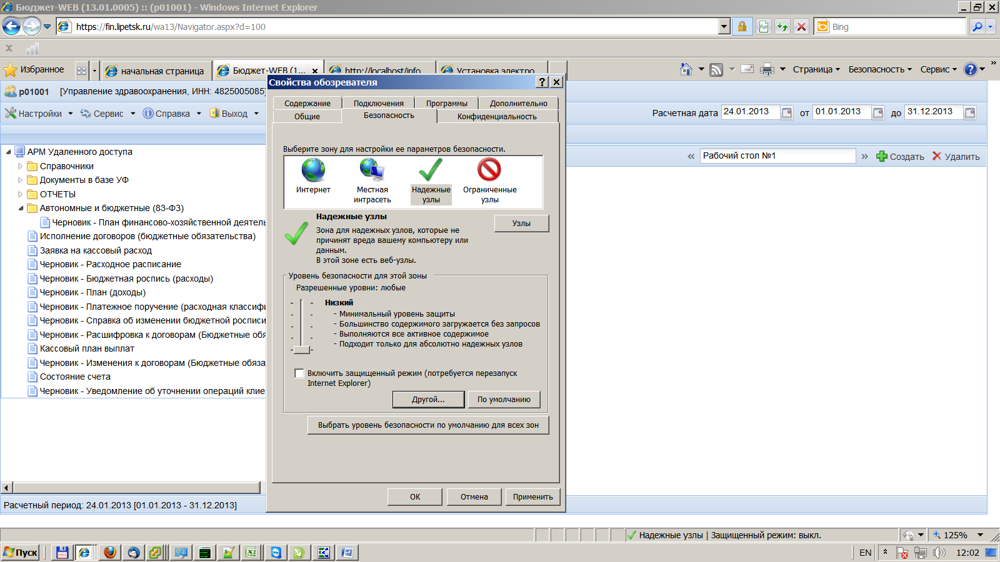 Бюджет-WEB (13.01.0005) :: (p01001) - Windows Internet Explorer
https://fin.lipetsk.ru/wa13/Navigator.aspx?d=100
Bing
x
Избранное
начальная страница
Бюджет-WEB (1...
http://localhost/info
Установка электро
Страница
Безопасность
Сервис
»
p01001 [Управление здравоохранения, ИНН: 4825005085]
Настройки
Сервис
Справка
Выход
Расчетная дата 24.01.2013 от 01.01.2013 до 31.12.2013
« Рабочий стол №1 » Создать Удалить
АРМ Удаленного доступа
Справочники
Документы в базе УФ
ОТЧЕТЫ
Автономные и бюджетные (83-ФЗ)
Черновик - План финансово-хозяйственной деятель
Исполнение договоров (бюджетные обязательства)
Заявка на кассовый расход
Черновик - Расходное расписание
Черновик - Бюджетная роспись (расходы)
Черновик - План (доходы)
Черновик - Платежное поручение (расходная классифи
Черновик - Справка об изменении бюджетной росписи
Черновик - Расшифровка к договорам (Бюджетные обя
Кассовый план выплат
Черновик - Изменения к договорам (Бюджетные обяза
Состояние счета
Черновик - Уведомление об уточнении операций клие
Расчетный период: 24.01.2013 [01.01.2013 - 31.12.2013]
Свойства обозревателя
Содержание
Подключения
Программы
Дополнительно
Общие
Безопасность
Конфиденциальность
Выберите зону для настройки ее параметров безопасности.
Интернет
Местная
интрасеть
Надежные
узлы
Ограниченные
узлы
Надежные узлы
Узлы
Зона для надежных узлов, которые не
причинят вреда вашему компьютеру или
данным.
В этой зоне есть веб-узлы.
Уровень безопасности для этой зоны
Разрешенные уровни: любые
Низкий
- Минимальный уровень защиты
- Большинство содержимого загружается без запросов
- Выполняются все активное содержимое
- Подходит только для абсолютно надежных узлов
Включить защищенный режим (потребуется перезапуск
Internet Explorer)
Другой...
По умолчанию
Выбрать уровень безопасности по умолчанию для всех зон
ОК
Отмена
Применить
Надежные узлы | Защищенный режим: выкл.
125%
Пуск
EN
12:02